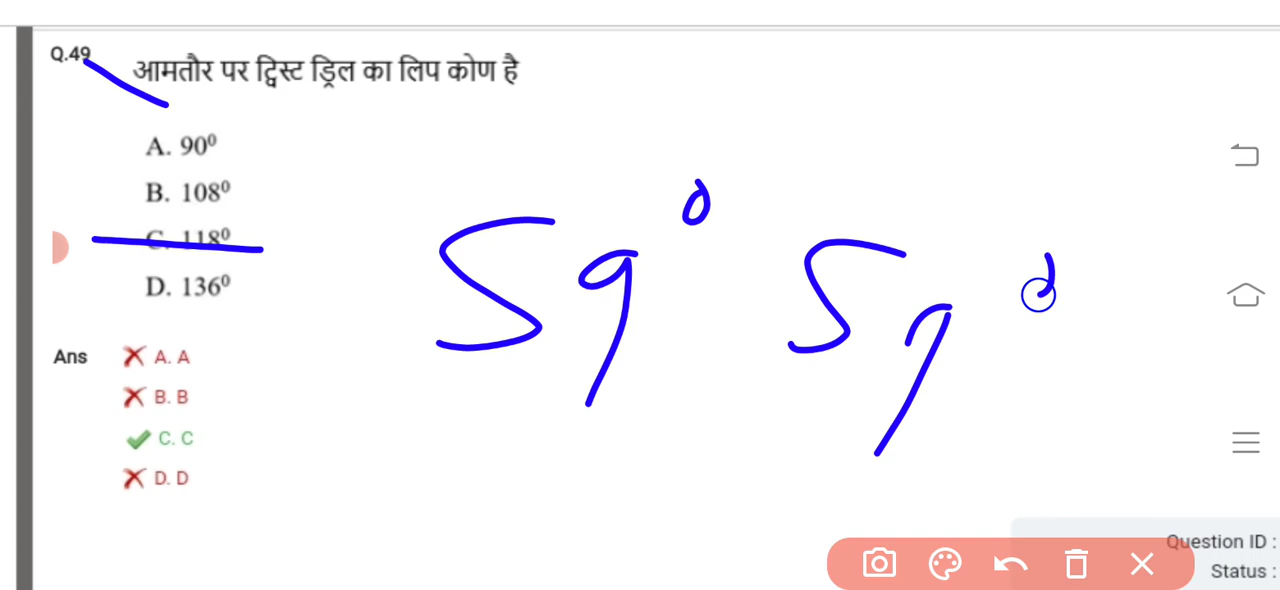 Q.49
आमतौर पर ट्विस्ट ड्रिल का लिप कोण है
A. 90⁰
B. 108⁰
C. 118⁰
D. 136⁰
59° 59°
Ans
A. A
B. B
C. C
D. D
Question ID :
Status :